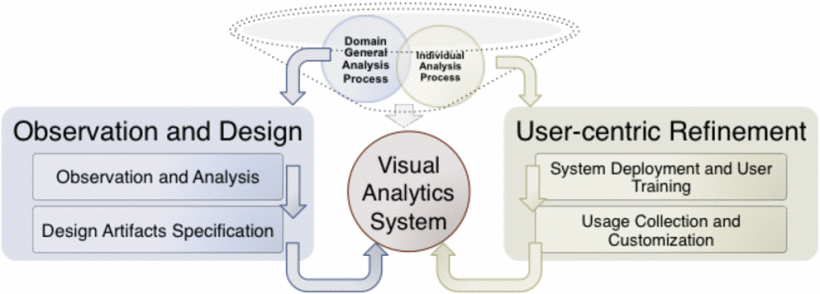 Domain
General
Analysis
Process
Individual
Analysis
Process
Observation and Design
Observation and Analysis
Design Artifacts Specification
Visual
Analytics
System
User-centric Refinement
System Deployment and User
Training
Usage Collection and
Customization